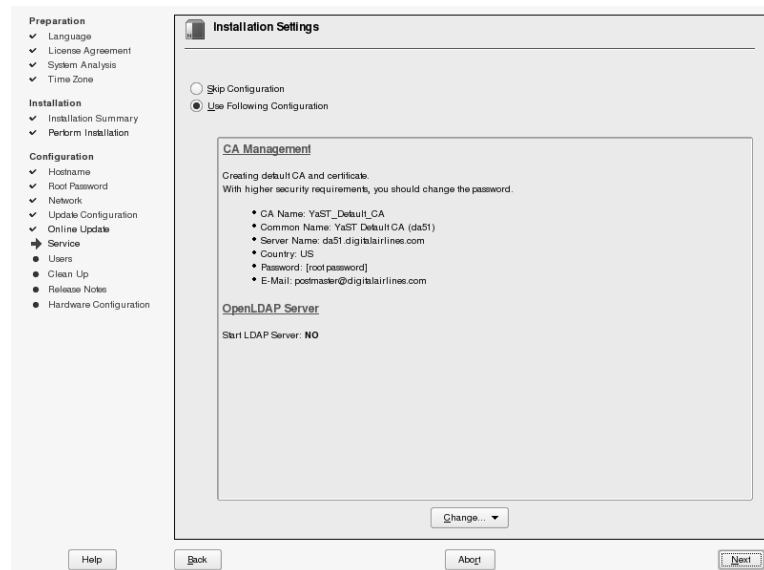 Preparation
Language
License Agreement
System Analysis
Time Zone
Installation
Installation Summary
Perform Installation
Configuration
Hostname
Root Password
Network
Update Configuration
Online Update
Service
Users
Clean Up
Release Notes
Hardware Configuration
Installation Settings
Skip Configuration
Use Following Configuration
CA Management
Creating default CA and certificate.
With higher security requirements, you should change the password.
• CA Name: YaST_Default_CA
• Common Name: YaST Default CA (da51)
• Server Name: da51.digitalairlines.com
• Country: US
• Password: [root password]
• E-Mail: postmaster@digitalairlines.com
OpenLDAP Server
Start LDAP Server: NO
Change...
Help
Back
Abort
Next